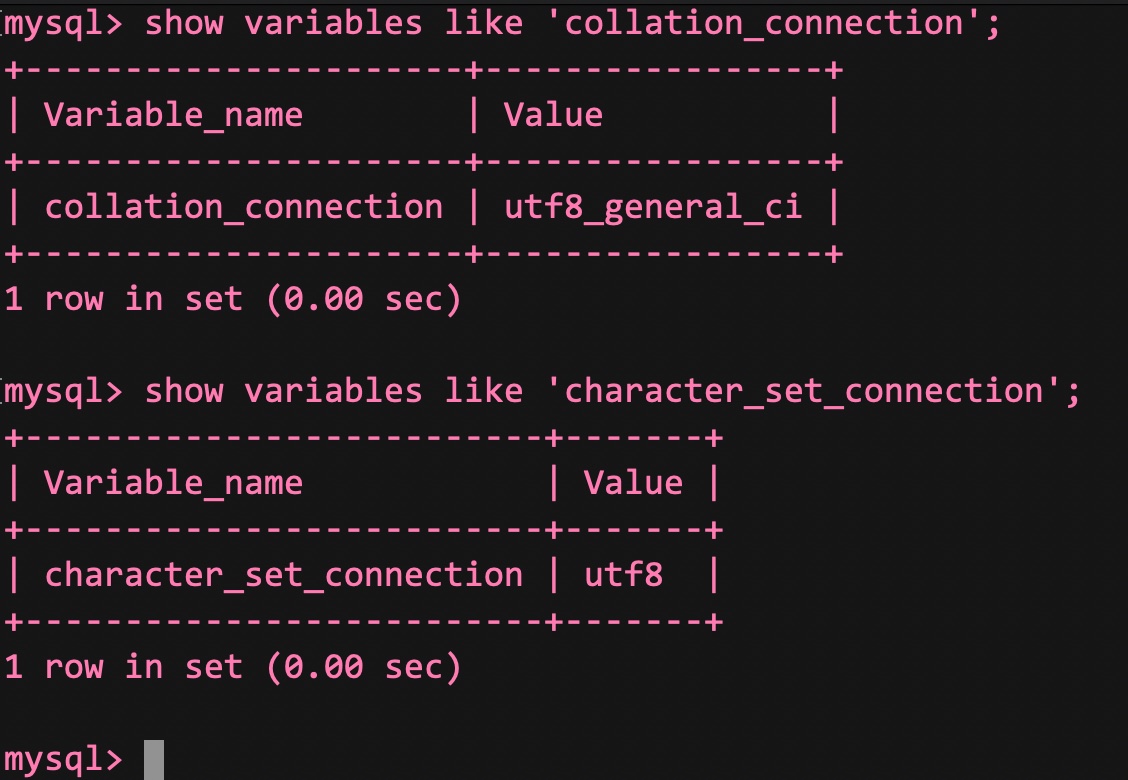 mysql> show variables like 'collation_connection';
+----------------------+-----------------+
| Variable_name        | Value           |
+----------------------+-----------------+
| collation_connection | utf8_general_ci |
+----------------------+-----------------+
1 row in set (0.00 sec)

mysql> show variables like 'character_set_connection';
+--------------------------+-------+
| Variable_name            | Value |
+--------------------------+-------+
| character_set_connection | utf8  |
+--------------------------+-------+
1 row in set (0.00 sec)

mysql>